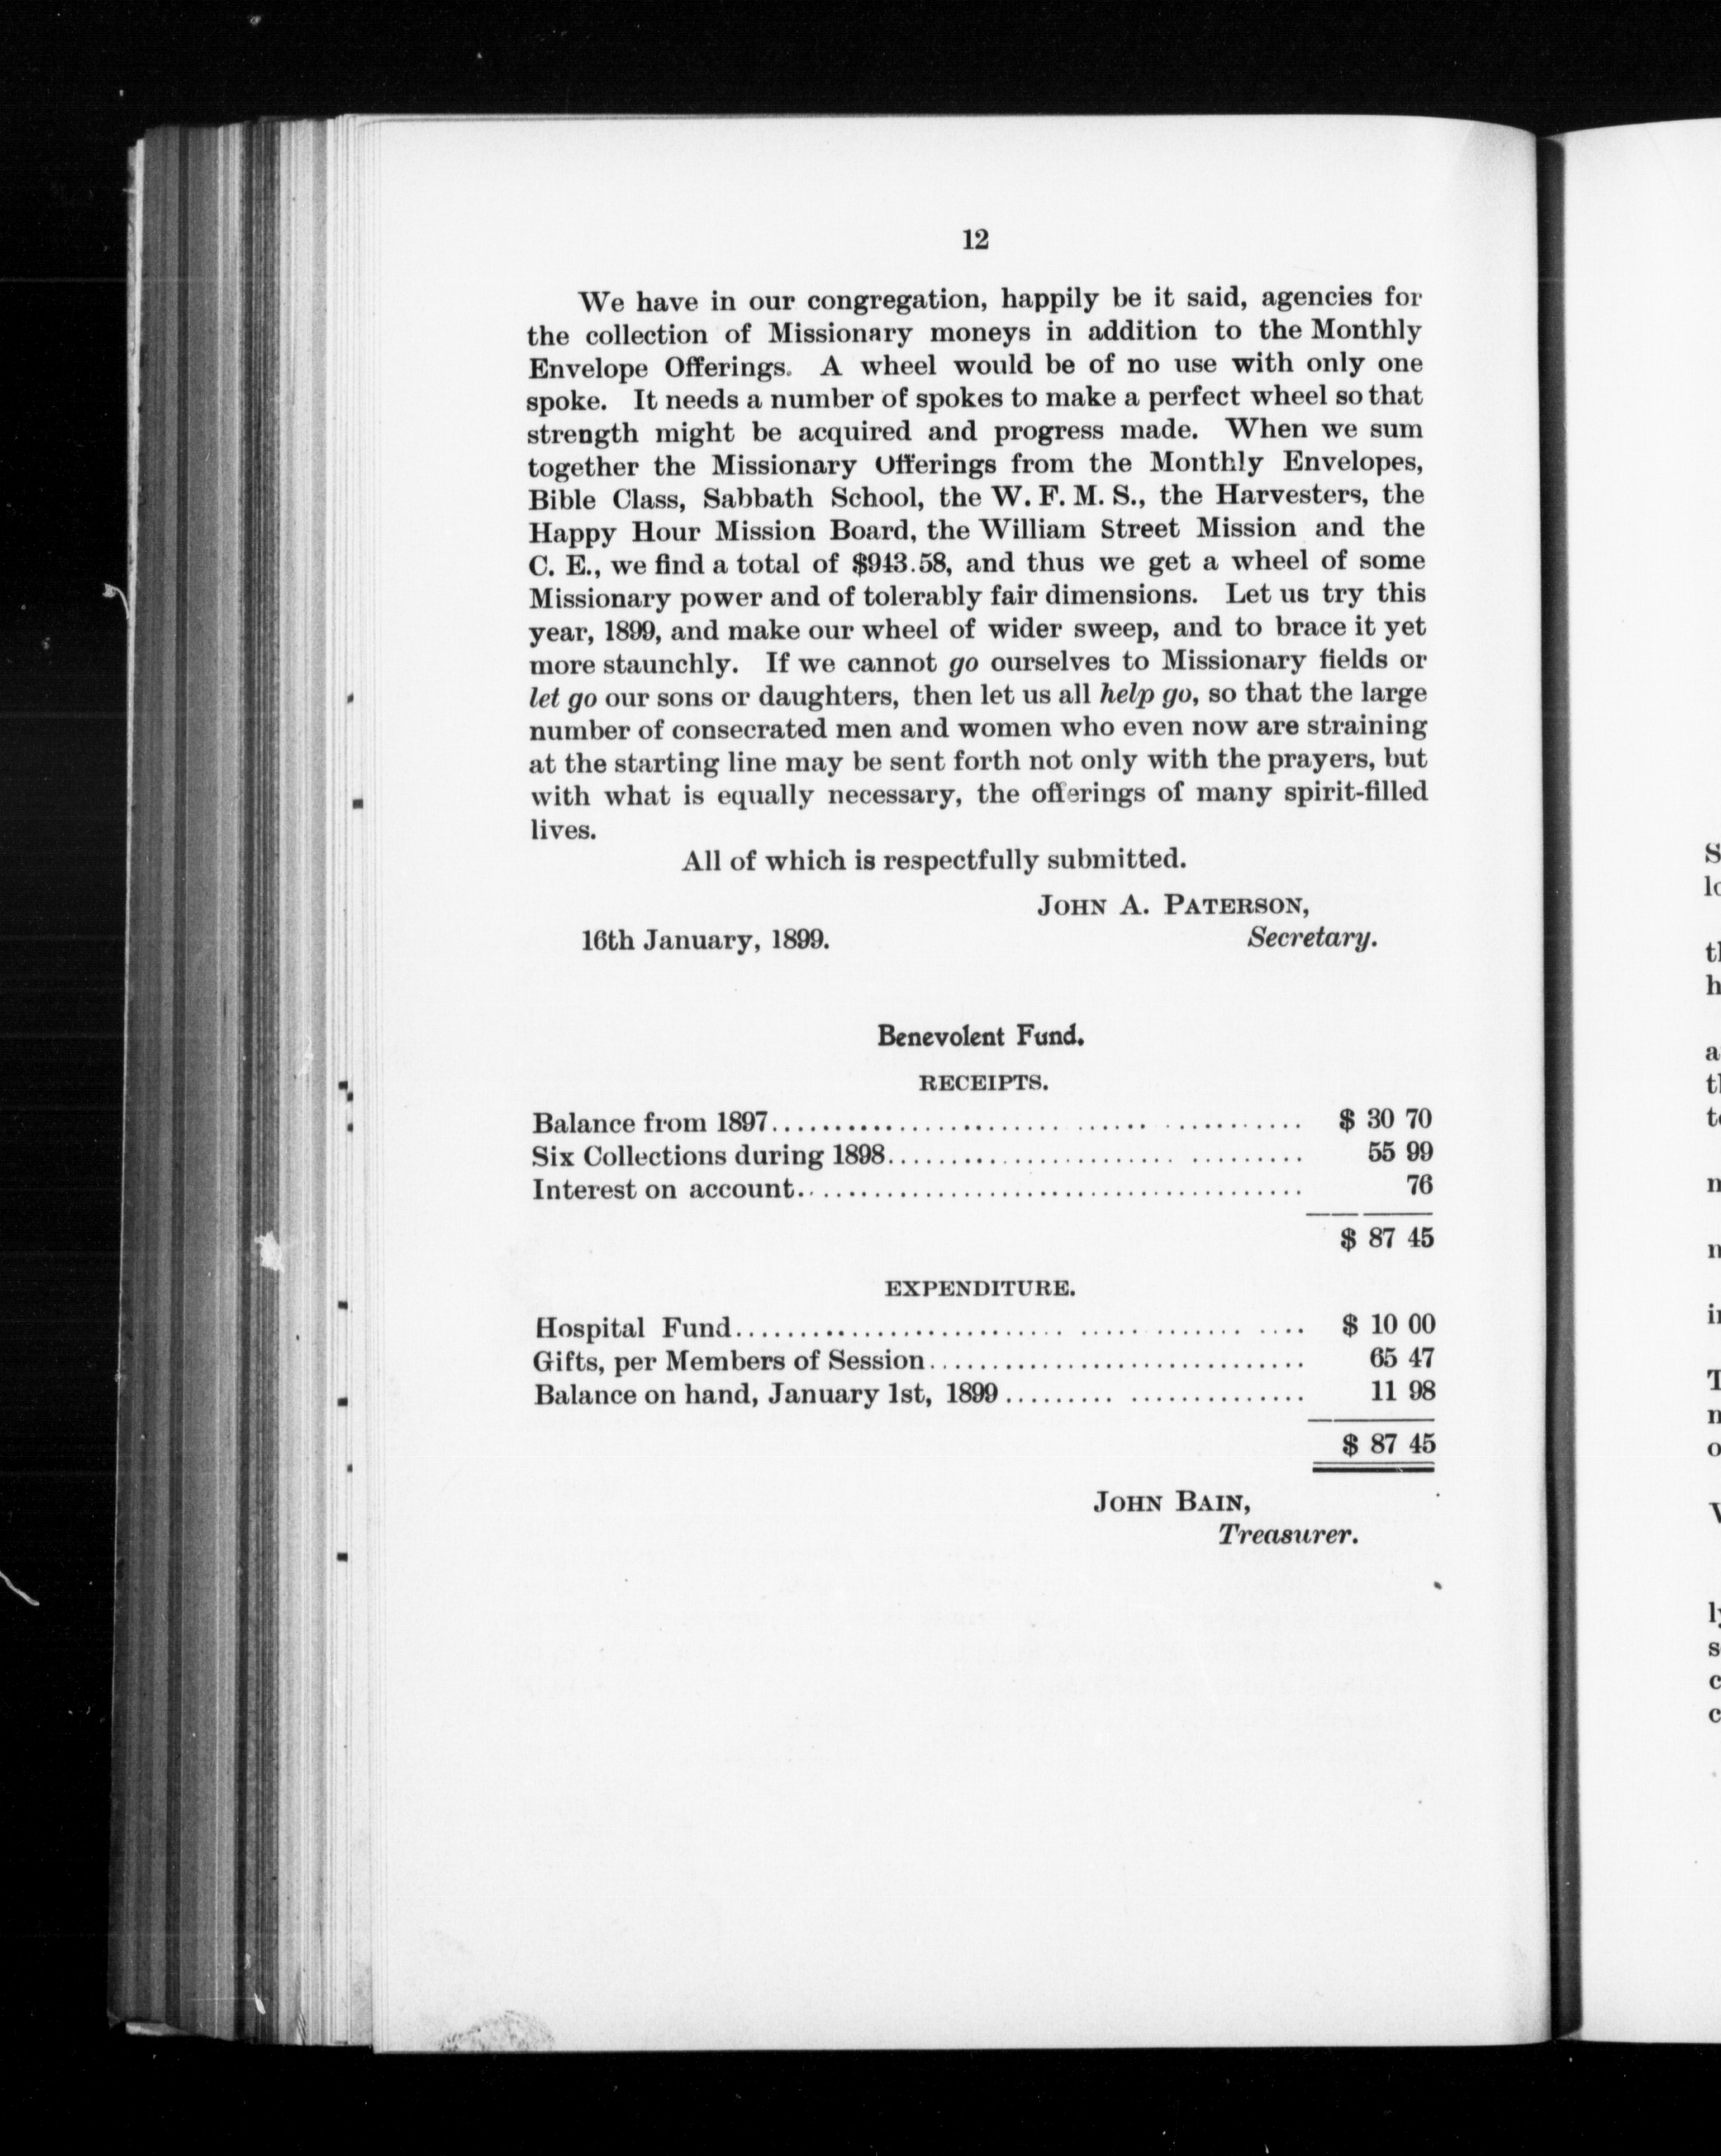 12
We have in our congregation, happily be it said, agencies for
the collection of Missionary moneys in addition to the Monthly
Envelope Offerings. A wheel would be of no use with only one
spoke. It needs a number of spokes to make a perfect wheel so that
strength might be acquired and progress made. When we sum
together the Missionary Offerings from the Monthly Envelopes,
Bible Class, Sabbath School, the W. F. M. S., the Harvesters, the
Happy Hour Mission Board, the William Street Mission and the
C. E., we find a total of $943.58, and thus we get a wheel of some
Missionary power and of tolerably fair dimensions. Let us try this
year, 1899, and make our wheel of wider sweep, and to brace it yet
more staunchly. If we cannot go ourselves to Missionary fields or
let go our sons or daughters, then let us all help go, so that the large
number of consecrated men and women who even now are straining
at the starting line may be sent forth not only with the prayers, but
with what is equally necessary, the offerings of many spirit-filled
lives.
All of which is respectfully submitted.
JOHN A. PATERSON,
16th January, 1899. Secretary.
Benevolent Fund.
RECEIPTS.
Balance from 1897.......................................... $ 30 70
Six Collections during 1898................................ 55 99
Interest on account........................................ 76
$ 87 45
EXPENDITURE.
Hospital Fund.............................................. $ 10 00
Gifts, per Members of Session.............................. 65 47
Balance on hand, January 1st, 1899......................... 11 98
$ 87 45
JOHN BAIN,
Treasurer.